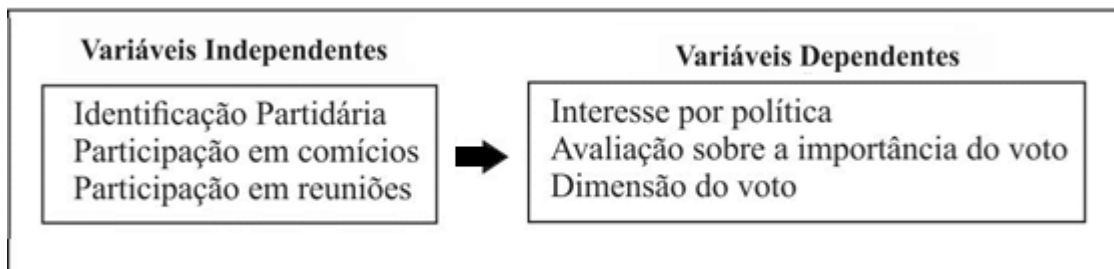 Variáveis Independentes
Identificação Partidária
Participação em comícios
Participação em reuniões
Variáveis Dependentes
Interesse por política
Avaliação sobre a importância do voto
Dimensão do voto